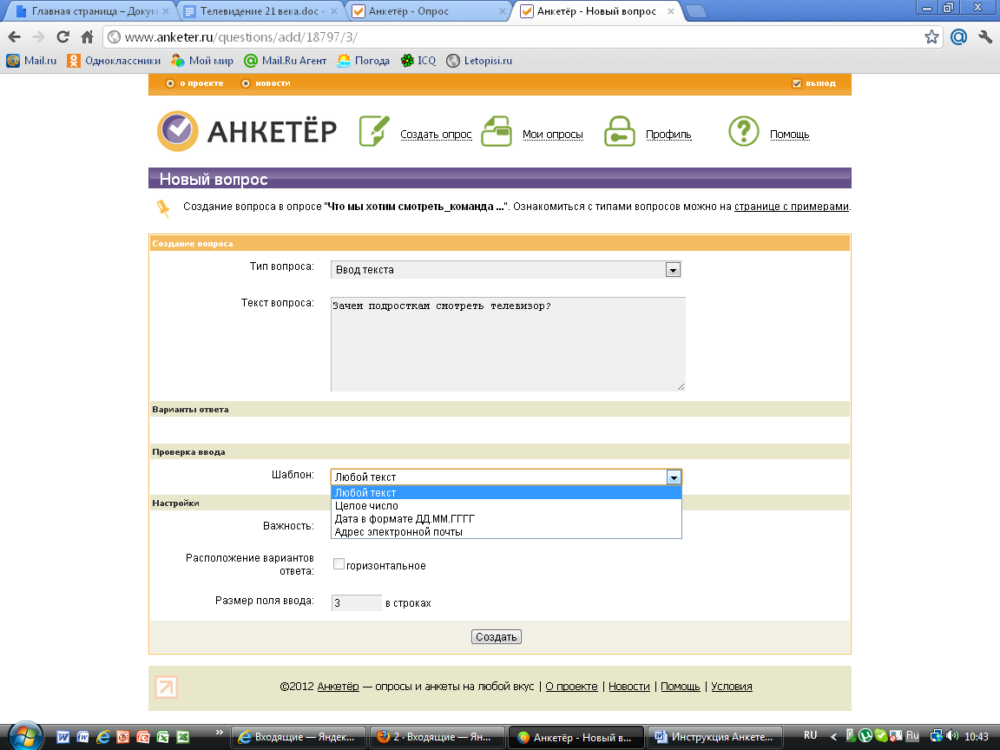 Главная страница – Докум
Телевидение 21 века.doc -
Анкетёр - Опрос
Анкетёр - Новый вопрос
www.anketer.ru/questions/add/18797/3/
Mail.ru Одноклассники Мой мир Mail.Ru Агент Погода ICQ Letopisi.ru
о проекте новости выход
АНКЕТЁР Создать опрос Мои опросы Профиль Помощь
Новый вопрос
Создание вопроса в опросе "Что мы хотим смотреть_команда ...". Ознакомиться с типами вопросов можно на странице с примерами.
Создание вопроса
Тип вопроса: Ввод текста
Текст вопроса: Зачем подросткам смотреть телевизор?
Варианты ответа
Проверка ввода
Шаблон: Любой текст
Любой текст
Целое число
Дата в формате ДД.ММ.ГГГГ
Адрес электронной почты
Настройки
Важность:
Расположение вариантов
ответа:
горизонтальное
Размер поля ввода: 3 в строках
Создать
©2012 Анкетёр — опросы и анкеты на любой вкус | О проекте | Новости | Помощь | Условия
» Входящие — Яндек... 2 · Входящие — Ян... Анкетёр - Новый в... Инструкция Анкете... RU < Ru 10:43